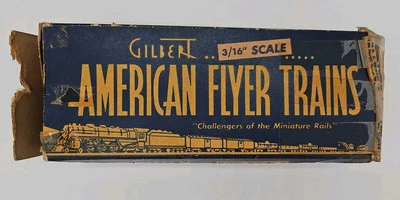 GILBERT .. 3/16" SCALE .....
AMERICAN FLYER TRAINS
"Challengers of the Miniature Rails"